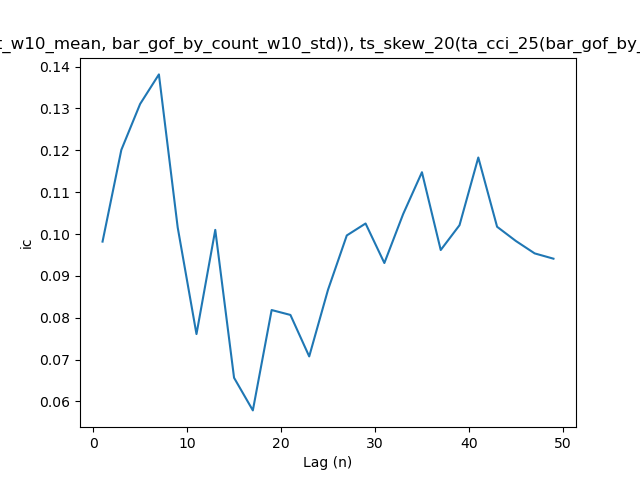 t_w10_mean, bar_gof_by_count_w10_std)), ts_skew_20(ta_cci_25(bar_gof_by_
0.14
0.13
0.12
0.11
0.10
0.09
0.08
0.07
0.06
ic
0 10 20 30 40 50
Lag (n)